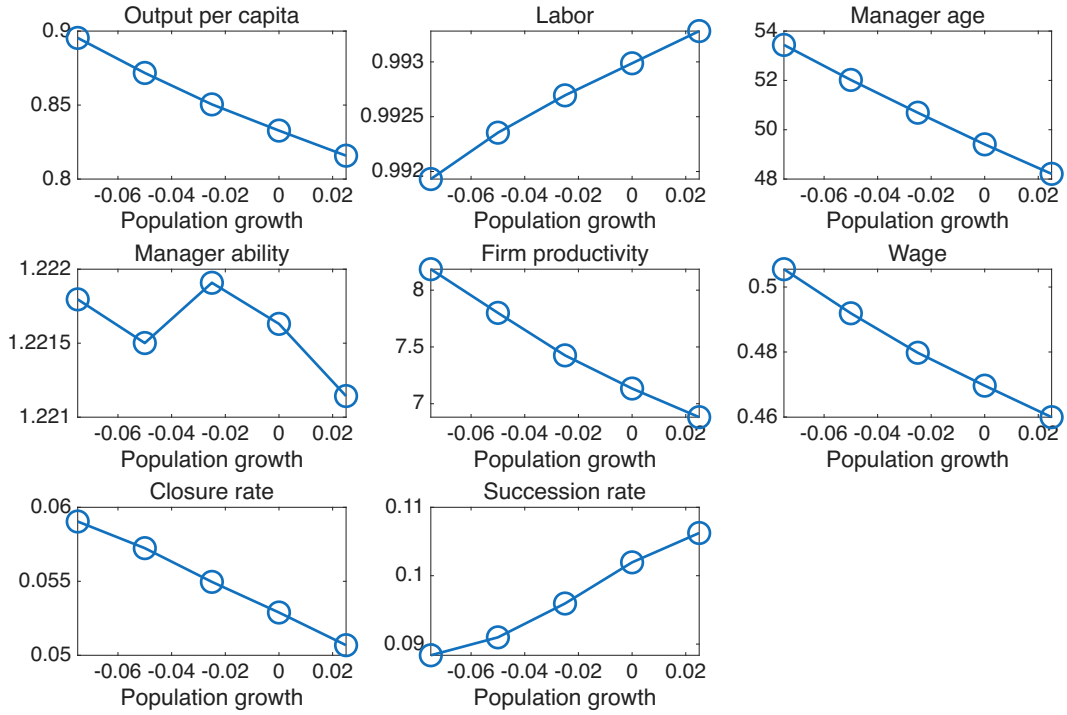 Output per capita
0.9
0.85
0.8
-0.06 -0.04 -0.02 0 0.02
Population growth
Labor
0.993
0.9925
0.992
-0.06 -0.04 -0.02 0 0.02
Population growth
Manager age
54
52
50
48
-0.06 -0.04 -0.02 0 0.02
Population growth
Manager ability
1.222
1.2215
1.221
-0.06 -0.04 -0.02 0 0.02
Population growth
Firm productivity
8
7.5
7
-0.06 -0.04 -0.02 0 0.02
Population growth
Wage
0.5
0.48
0.46
-0.06 -0.04 -0.02 0 0.02
Population growth
Closure rate
0.06
0.055
0.05
-0.06 -0.04 -0.02 0 0.02
Population growth
Succession rate
0.11
0.1
0.09
-0.06 -0.04 -0.02 0 0.02
Population growth